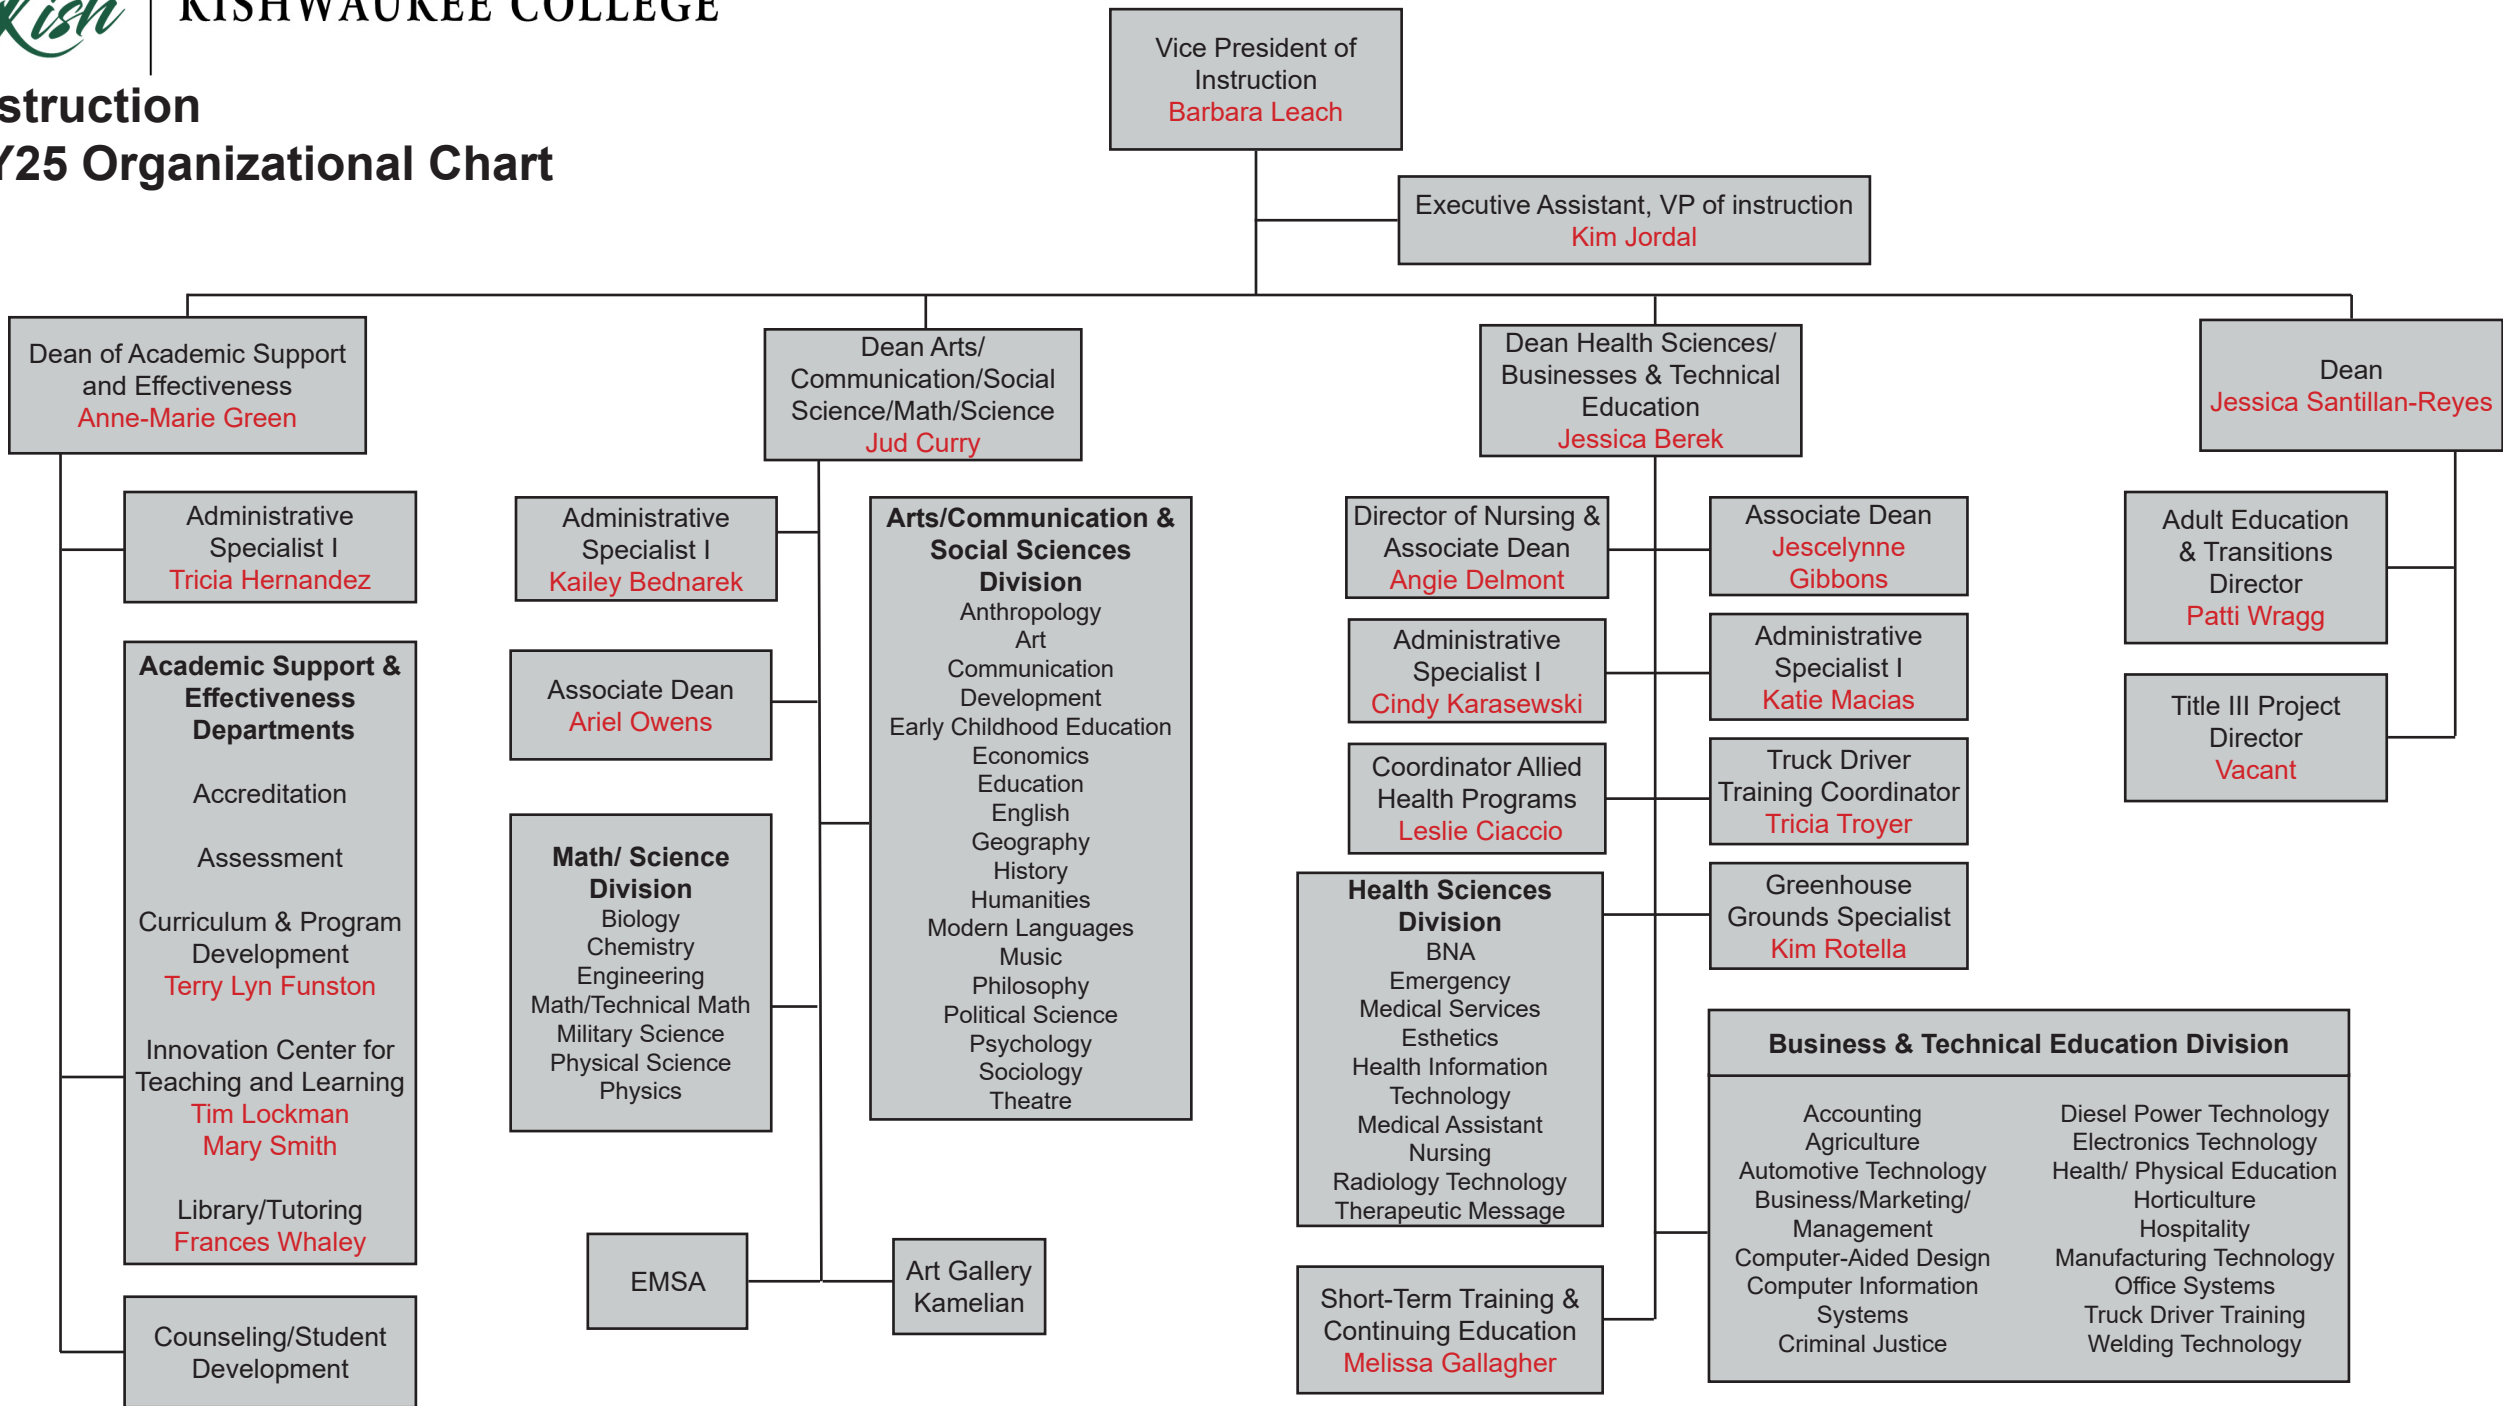 Kish
KISHWAUKEE COLLEGE
struction
Y25 Organizational Chart
Vice President of
Instruction
Barbara Leach
Executive Assistant, VP of instruction
Kim Jordal
Dean of Academic Support
and Effectiveness
Anne-Marie Green
Administrative
Specialist I
Tricia Hernandez
Academic Support &
Effectiveness
Departments
Accreditation
Assessment
Curriculum & Program
Development
Terry Lyn Funston
Innovation Center for
Teaching and Learning
Tim Lockman
Mary Smith
Library/Tutoring
Frances Whaley
Counseling/Student
Development
Dean Arts/
Communication/Social
Science/Math/Science
Jud Curry
Administrative
Specialist I
Kailey Bednarek
Associate Dean
Ariel Owens
Math/ Science
Division
Biology
Chemistry
Engineering
Math/Technical Math
Military Science
Physical Science
Physics
Arts/Communication &
Social Sciences
Division
Anthropology
Art
Communication
Development
Early Childhood Education
Economics
Education
English
Geography
History
Humanities
Modern Languages
Music
Philosophy
Political Science
Psychology
Sociology
Theatre
EMSA
Art Gallery
Kamelian
Dean Health Sciences/
Businesses & Technical
Education
Jessica Berek
Director of Nursing &
Associate Dean
Angie Delmont
Associate Dean
Jescelynne
Gibbons
Administrative
Specialist I
Cindy Karasewski
Administrative
Specialist I
Katie Macias
Coordinator Allied
Health Programs
Leslie Ciaccio
Truck Driver
Training Coordinator
Tricia Troyer
Health Sciences
Division
BNA
Emergency
Medical Services
Esthetics
Health Information
Technology
Medical Assistant
Nursing
Radiology Technology
Therapeutic Message
Greenhouse
Grounds Specialist
Kim Rotella
Short-Term Training &
Continuing Education
Melissa Gallagher
Business & Technical Education Division
Accounting
Agriculture
Automotive Technology
Business/Marketing/
Management
Computer-Aided Design
Computer Information
Systems
Criminal Justice
Diesel Power Technology
Electronics Technology
Health/ Physical Education
Horticulture
Hospitality
Manufacturing Technology
Office Systems
Truck Driver Training
Welding Technology
Dean
Jessica Santillan-Reyes
Adult Education
& Transitions
Director
Patti Wragg
Title III Project
Director
Vacant